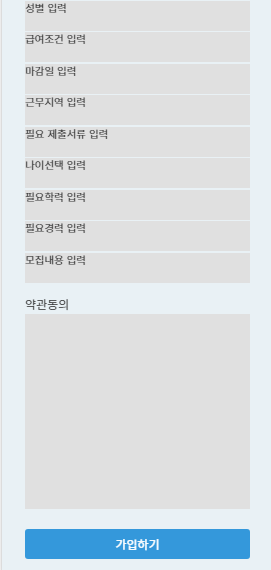 성별 입력
급여조건 입력
마감일 입력
근무지역 입력
필요 제출서류 입력
나이선택 입력
필요학력 입력
필요경력 입력
모집내용 입력
약관동의
가입하기